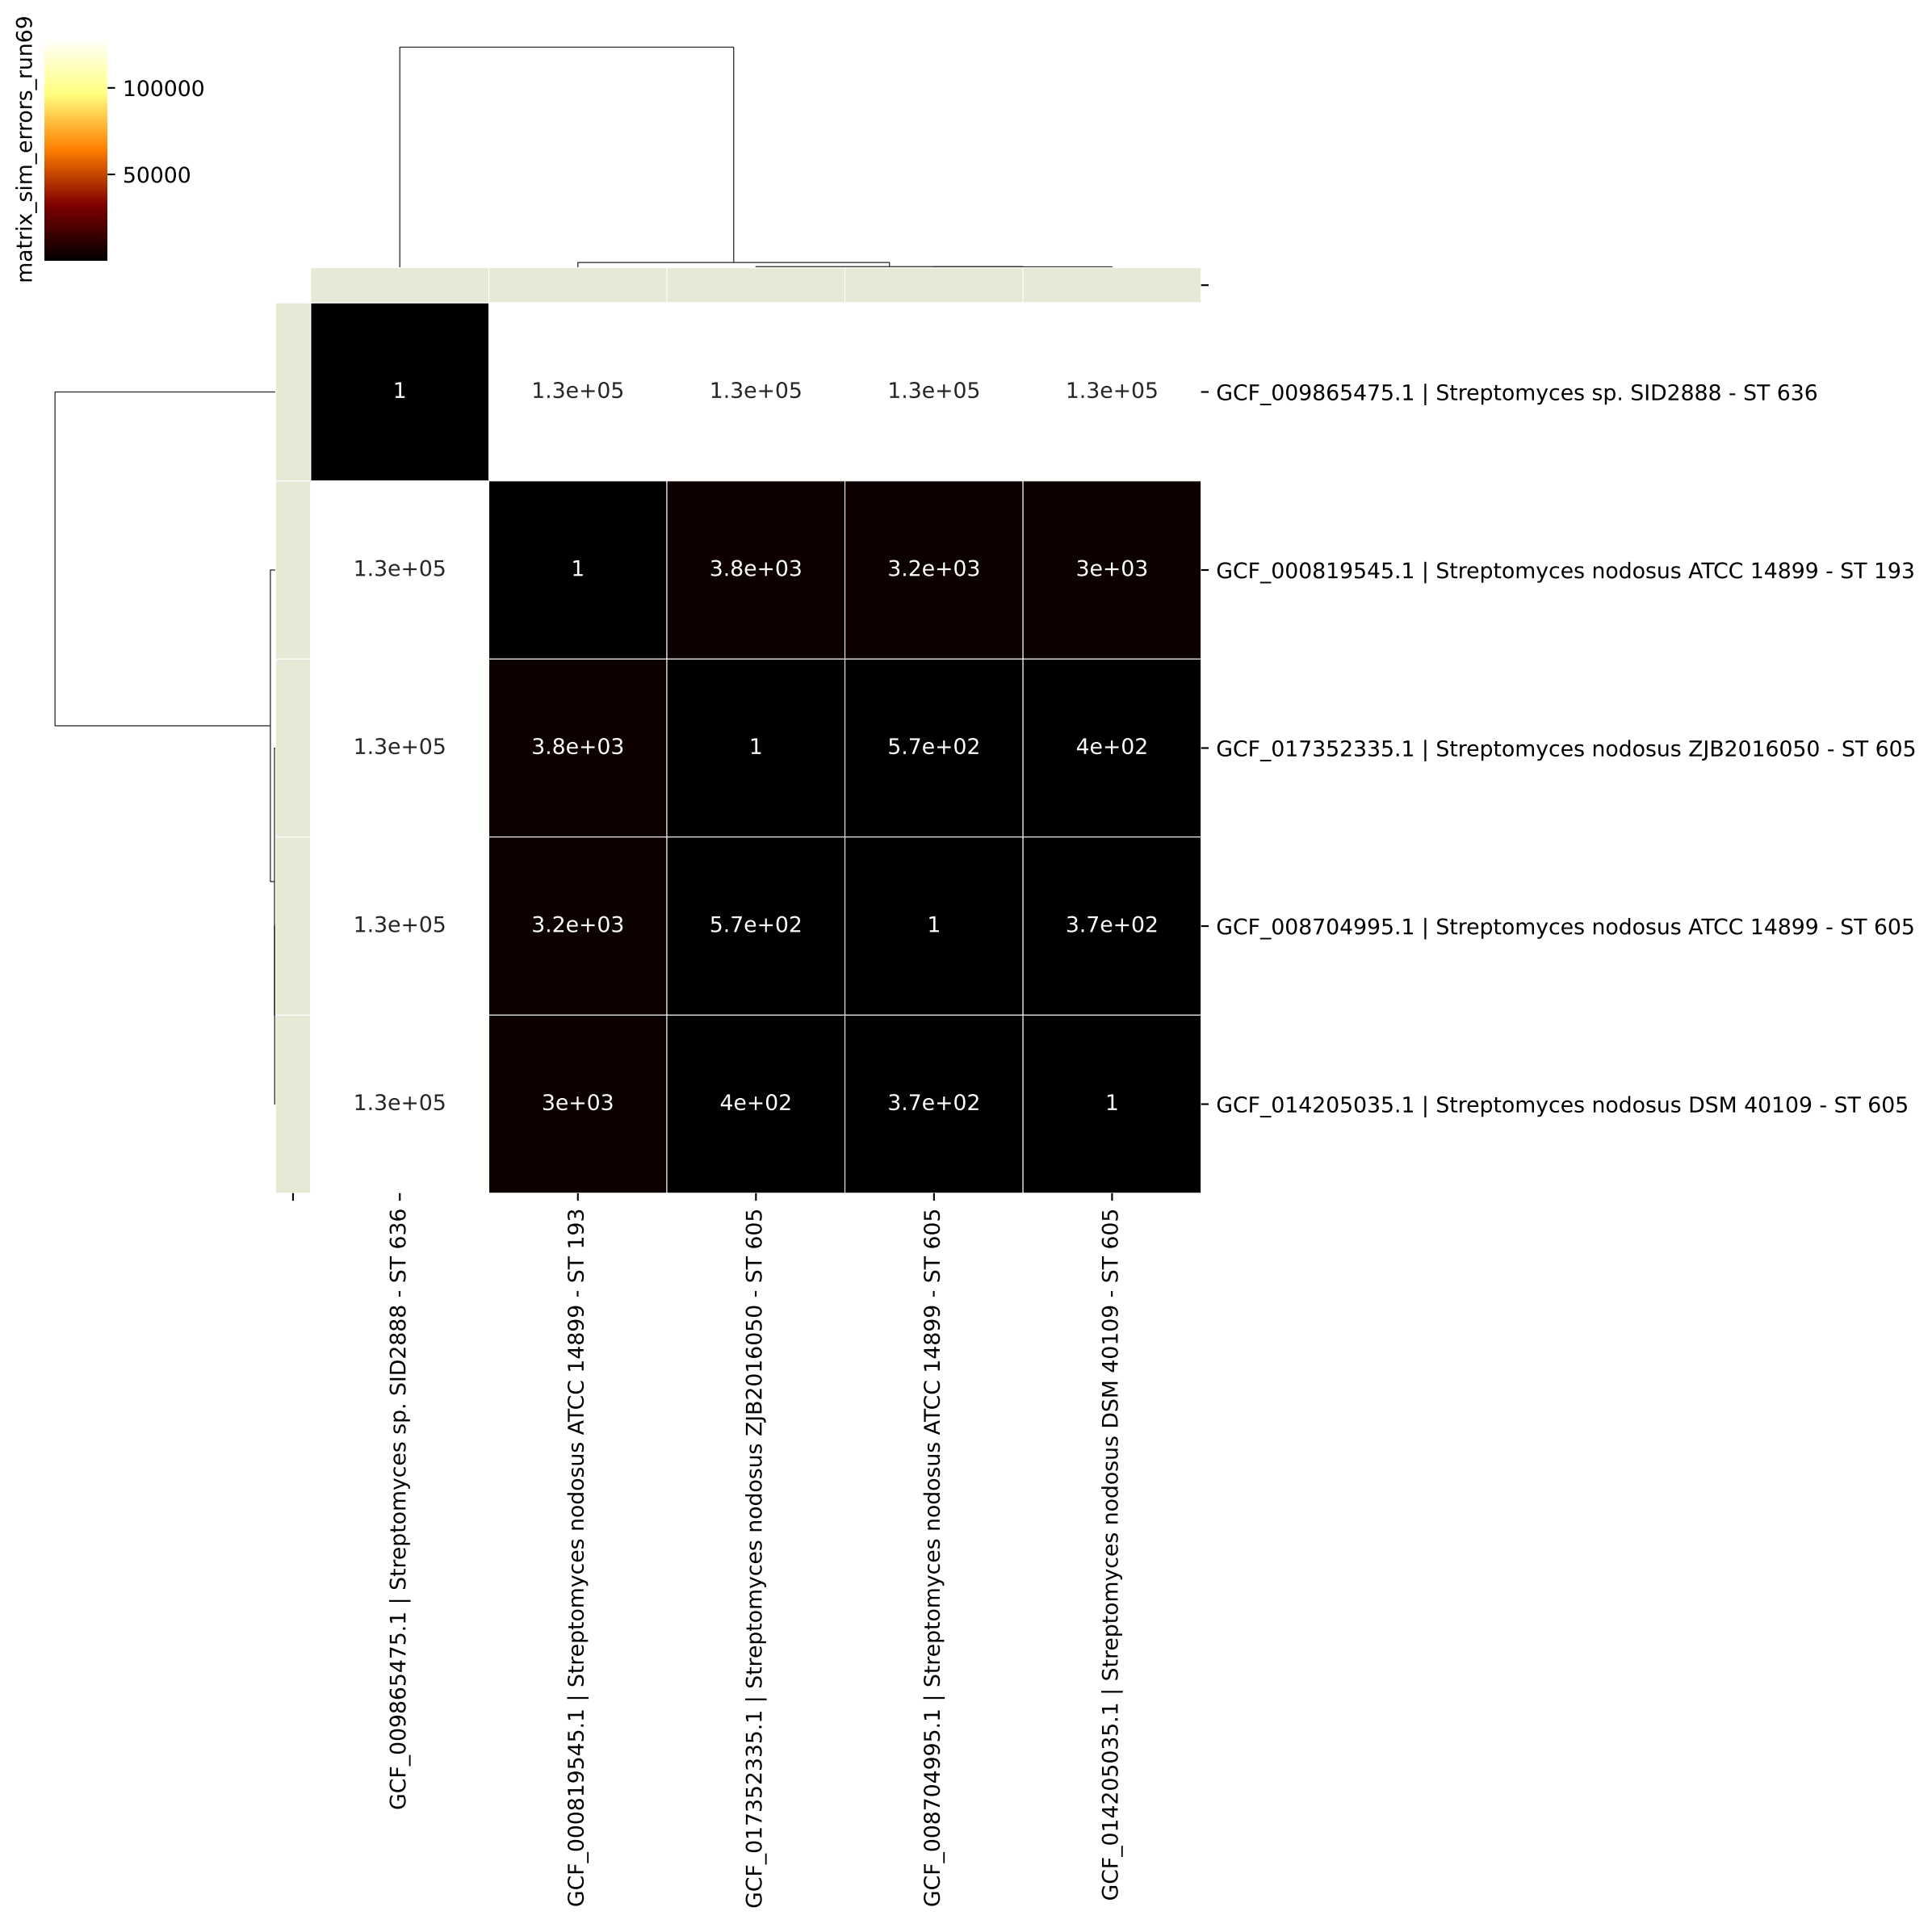 matrix_sim_errors_run69
100000
50000
1 1.3e+05 1.3e+05 1.3e+05 1.3e+05 GCF_009865475.1 | Streptomyces sp. SID2888 - ST 636
1.3e+05 1 3.8e+03 3.2e+03 3e+03 GCF_000819545.1 | Streptomyces nodosus ATCC 14899 - ST 193
1.3e+05 3.8e+03 1 5.7e+02 4e+02 GCF_017352335.1 | Streptomyces nodosus ZJB2016050 - ST 605
1.3e+05 3.2e+03 5.7e+02 1 3.7e+02 GCF_008704995.1 | Streptomyces nodosus ATCC 14899 - ST 605
1.3e+05 3e+03 4e+02 3.7e+02 1 GCF_014205035.1 | Streptomyces nodosus DSM 40109 - ST 605
GCF_009865475.1 | Streptomyces sp. SID2888 - ST 636
GCF_000819545.1 | Streptomyces nodosus ATCC 14899 - ST 193
GCF_017352335.1 | Streptomyces nodosus ZJB2016050 - ST 605
GCF_008704995.1 | Streptomyces nodosus ATCC 14899 - ST 605
GCF_014205035.1 | Streptomyces nodosus DSM 40109 - ST 605